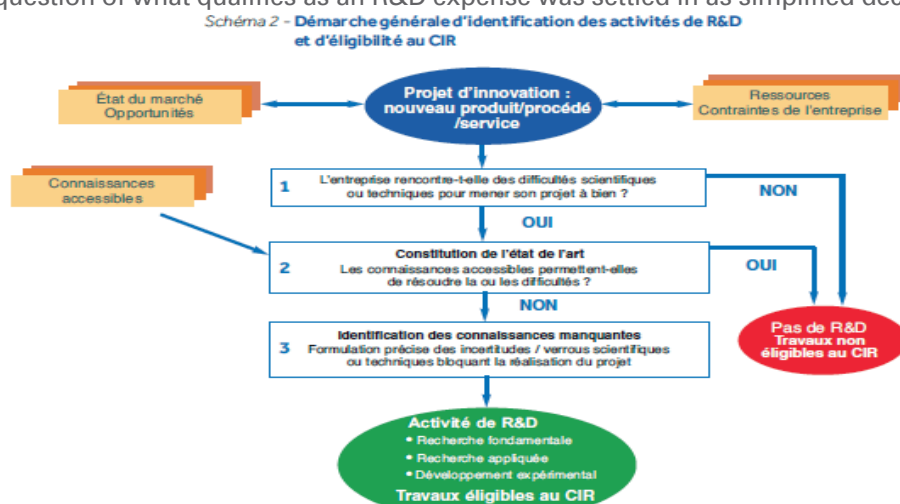 question of what qualifies as an R&D expense was settled in as simplified dec
Schéma 2 - Démarche générale d'identification des activités de R&D
et d'éligibilité au CIR
Projet d'innovation :
nouveau produit/procédé
/service
État du marché
Opportunités
Ressources
Contraintes de l'entreprise
Connaissances
accessibles
1
L'entreprise rencontre-t-elle des difficultés scientifiques
ou techniques pour mener son projet à bien ?
NON
OUI
2
Constitution de l'état de l'art
Les connaissances accessibles permettent-elles
de résoudre la ou les difficultés ?
OUI
NON
3
Identification des connaissances manquantes
Formulation précise des incertitudes / verrous scientifiques
ou techniques bloquant la réalisation du projet
Pas de R&D
Travaux non
éligibles au CIR
Activité de R&D
• Recherche fondamentale
• Recherche appliquée
• Développement expérimental
Travaux éligibles au CIR